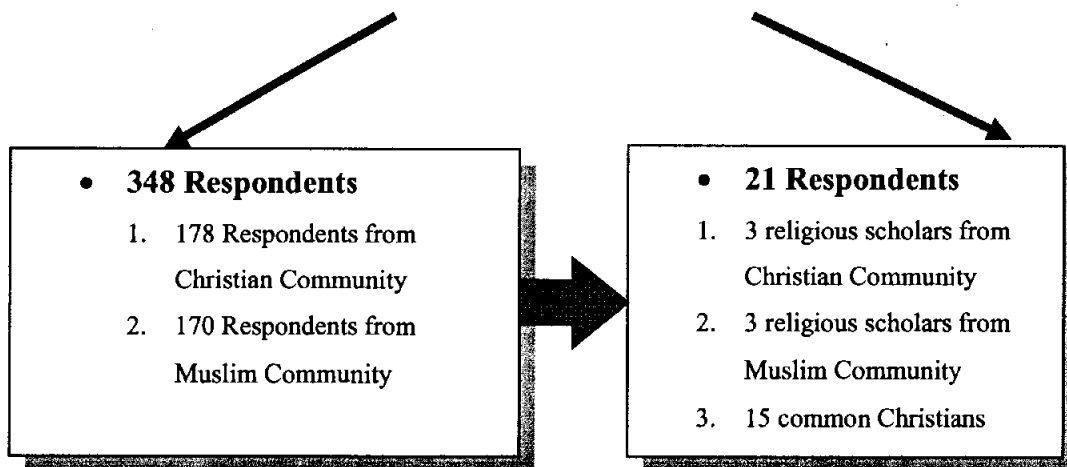 • 348 Respondents
1. 178 Respondents from
Christian Community
2. 170 Respondents from
Muslim Community
• 21 Respondents
1. 3 religious scholars from
Christian Community
2. 3 religious scholars from
Muslim Community
3. 15 common Christians